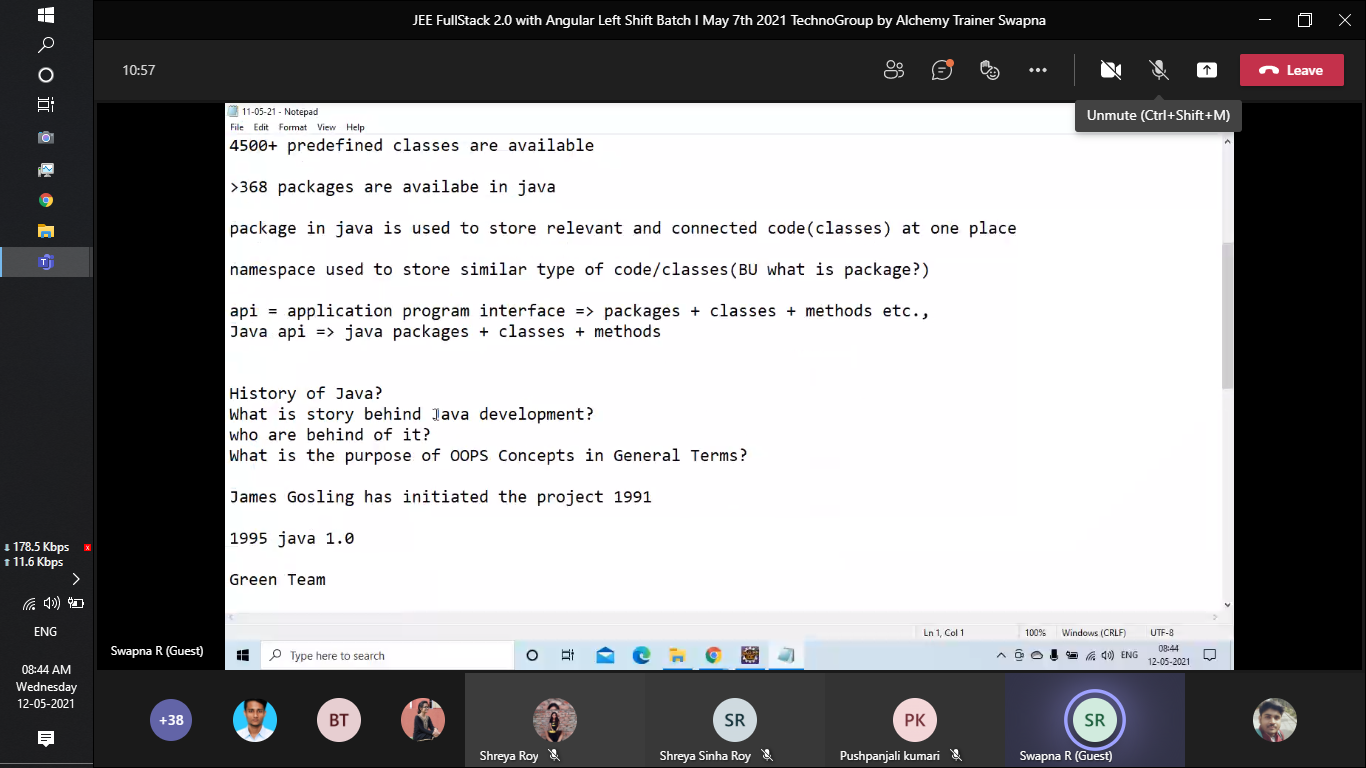 JEE FullStack 2.0 with Angular Left Shift Batch I May 7th 2021 TechnoGroup by Alchemy Trainer Swapna
10:57
Leave
Unmute (Ctrl+Shift+M)
11-05-21 - Notepad
File Edit Format View Help
4500+ predefined classes are available
>368 packages are availabe in java
package in java is used to store relevant and connected code(classes) at one place
namespace used to store similar type of code/classes(BU what is package?)
api = application program interface => packages + classes + methods etc.,
Java api => java packages + classes + methods
History of Java?
What is story behind Java development?
who are behind of it?
What is the purpose of OOPS Concepts in General Terms?
James Gosling has initiated the project 1991
1995 java 1.0
Green Team
Ln 1, Col 1 100% Windows (CRLF) UTF-8
Swapna R (Guest)
Type here to search
ENG
08:44
12-05-2021
178.5 Kbps
x
11.6 Kbps
ENG
08:44 AM
Wednesday
12-05-2021
T
+38
BT
Shreya Roy
SR
Shreya Sinha Roy
PK
Pushpanjali kumari
SR
Swapna R (Guest)